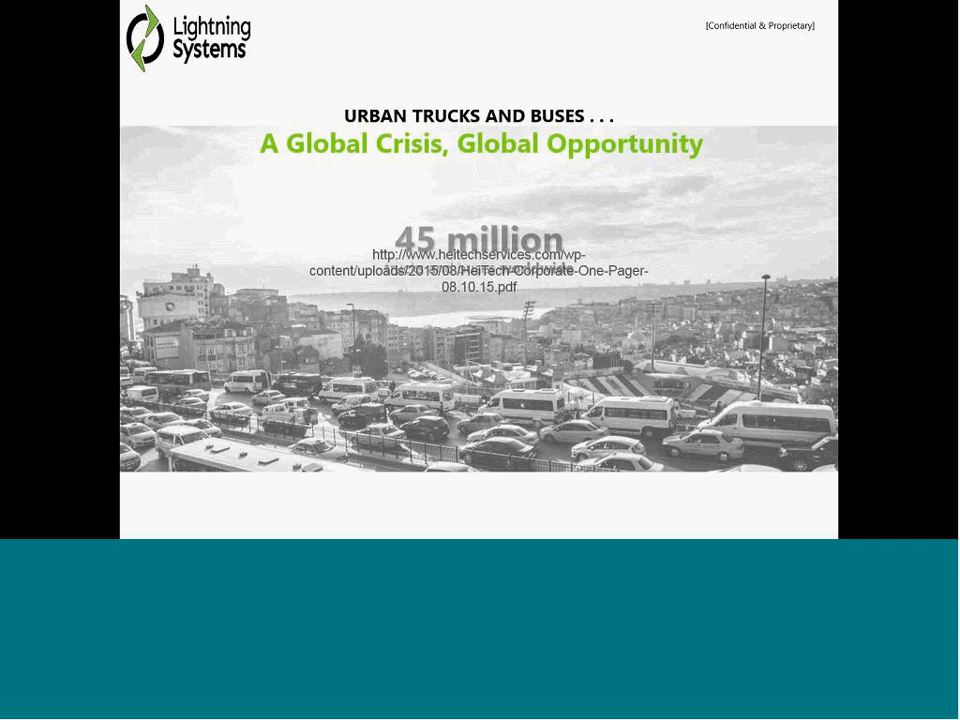 Lightning
Systems
[Confidential & Proprietary]
URBAN TRUCKS AND BUSES . . .
A Global Crisis, Global Opportunity
45 million
http://www.heitechservices.com/wp-
content/uploads/2015/08/HeiTech-Corporate-One-Pager-
08.10.15.pdf
worldwide